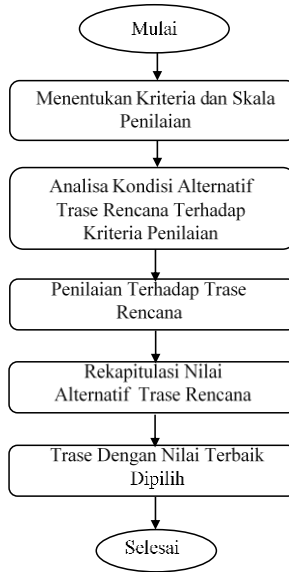 Mulai
Menentukan Kriteria dan Skala
Penilaian
Analisa Kondisi Alternatif
Trase Rencana Terhadap
Kriteria Penilaian
Penilaian Terhadap Trase
Rencana
Rekapitulasi Nilai
Alternatif Trase Rencana
Trase Dengan Nilai Terbaik
Dipilih
Selesai